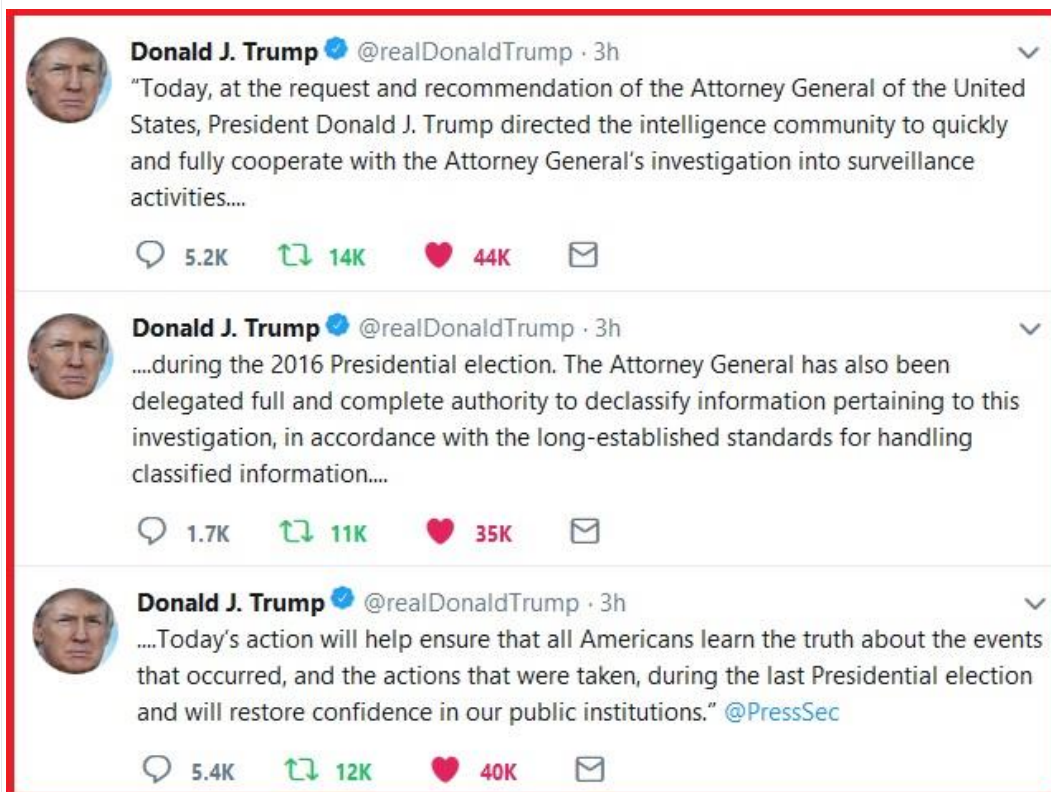 Donald J. Trump @realDonaldTrump · 3h
“Today, at the request and recommendation of the Attorney General of the United
States, President Donald J. Trump directed the intelligence community to quickly
and fully cooperate with the Attorney General’s investigation into surveillance
activities....
5.2K 14K 44K
Donald J. Trump @realDonaldTrump · 3h
....during the 2016 Presidential election. The Attorney General has also been
delegated full and complete authority to declassify information pertaining to this
investigation, in accordance with the long-established standards for handling
classified information....
1.7K 11K 35K
Donald J. Trump @realDonaldTrump · 3h
....Today’s action will help ensure that all Americans learn the truth about the events
that occurred, and the actions that were taken, during the last Presidential election
and will restore confidence in our public institutions.” @PressSec
5.4K 12K 40K